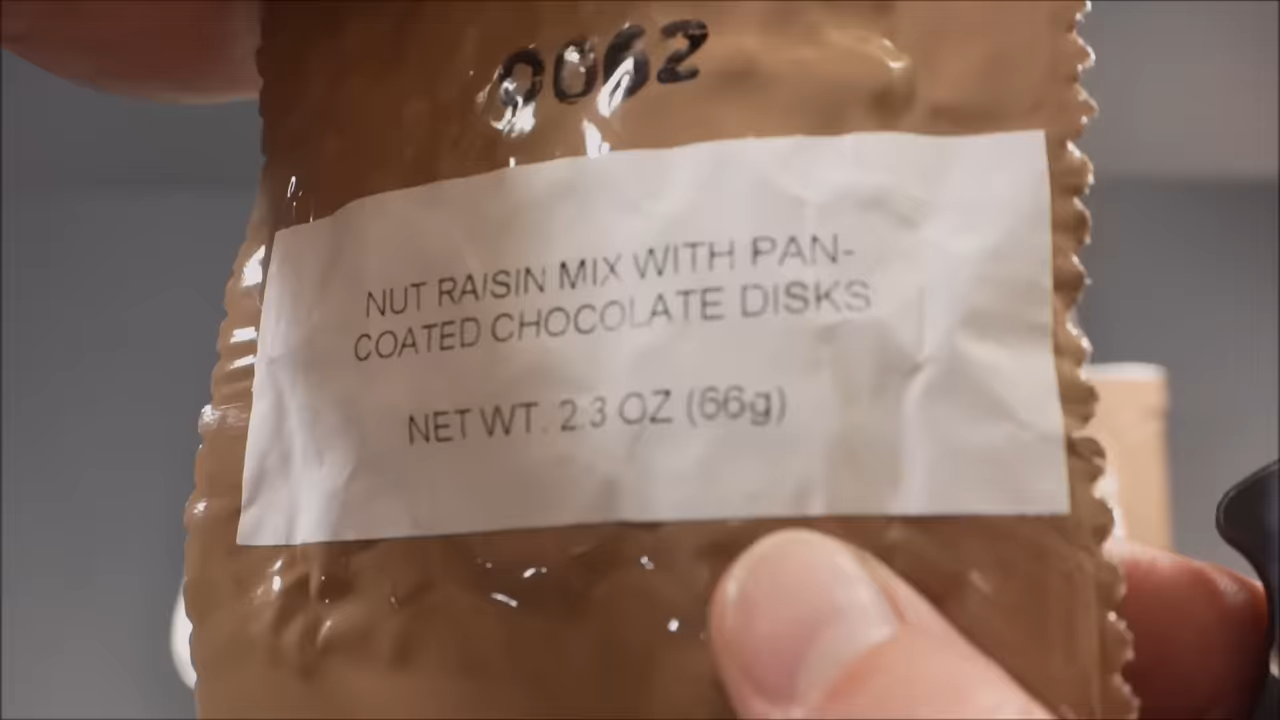 0062
NUT RAISIN MIX WITH PAN-
COATED CHOCOLATE DISKS
NET WT. 2.3 OZ (66g)